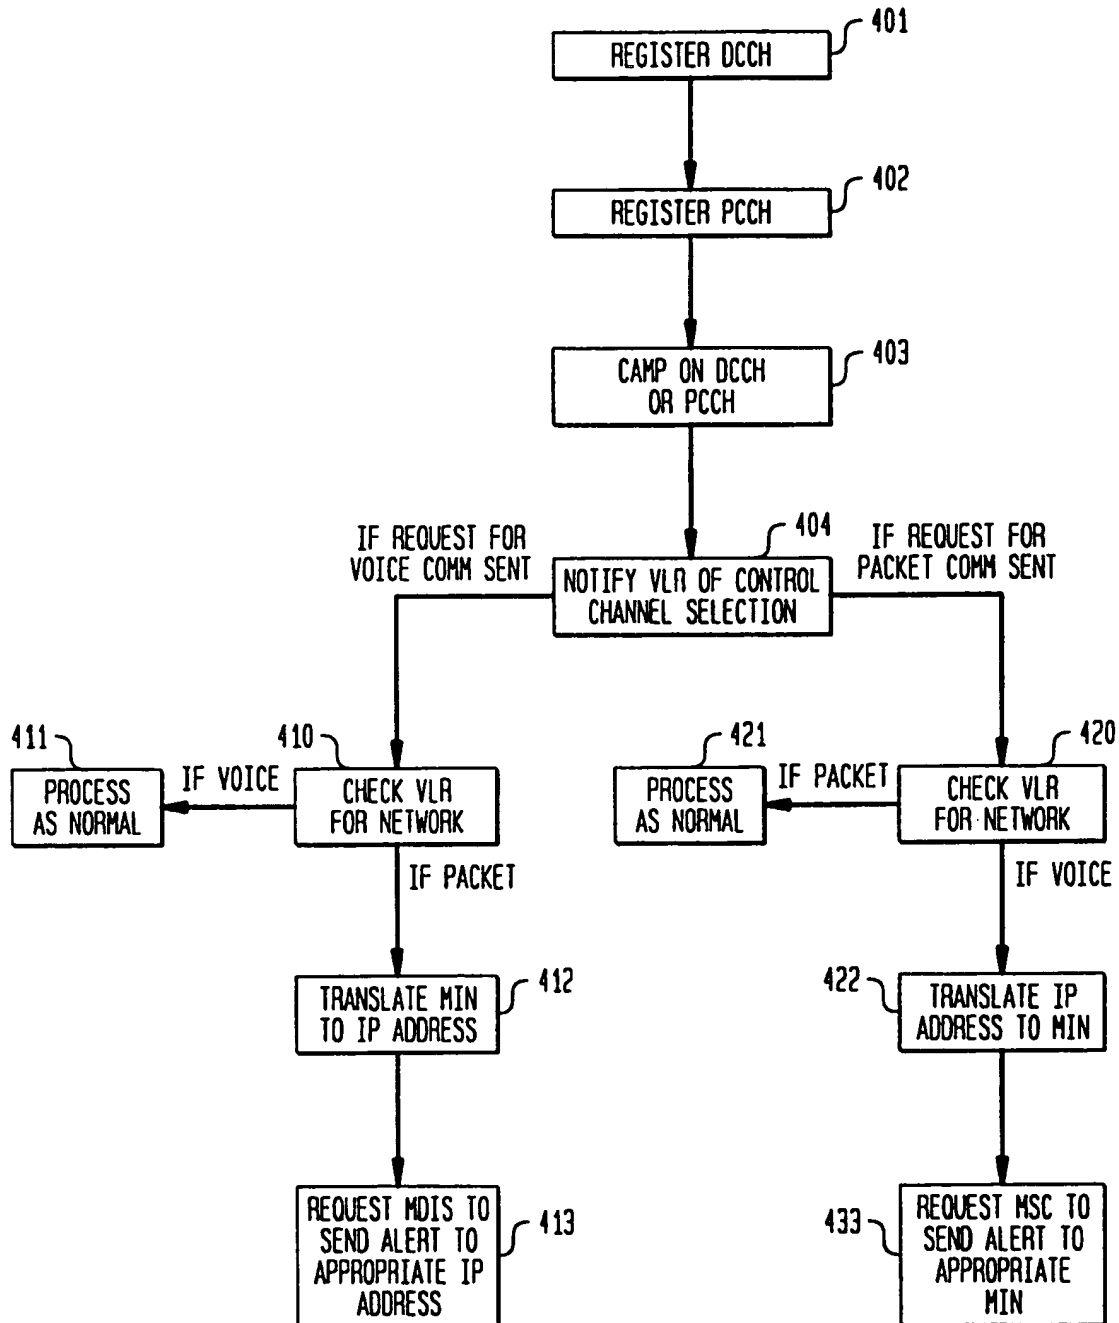 401
REGISTER DCCH
402
REGISTER PCCH
403
CAMP ON DCCH
OR PCCH
404
IF REQUEST FOR
VOICE COMM SENT
NOTIFY VLR OF CONTROL
CHANNEL SELECTION
IF REQUEST FOR
PACKET COMM SENT
411
PROCESS
AS NORMAL
IF VOICE
410
CHECK VLR
FOR NETWORK
421
PROCESS
AS NORMAL
IF PACKET
420
CHECK VLR
FOR NETWORK
IF PACKET
IF VOICE
412
TRANSLATE MIN
TO IP ADDRESS
422
TRANSLATE IP
ADDRESS TO MIN
REQUEST MDIS TO
SEND ALERT TO
APPROPRIATE IP
ADDRESS
413
433
REQUEST MSC TO
SEND ALERT TO
APPROPRIATE
MIN